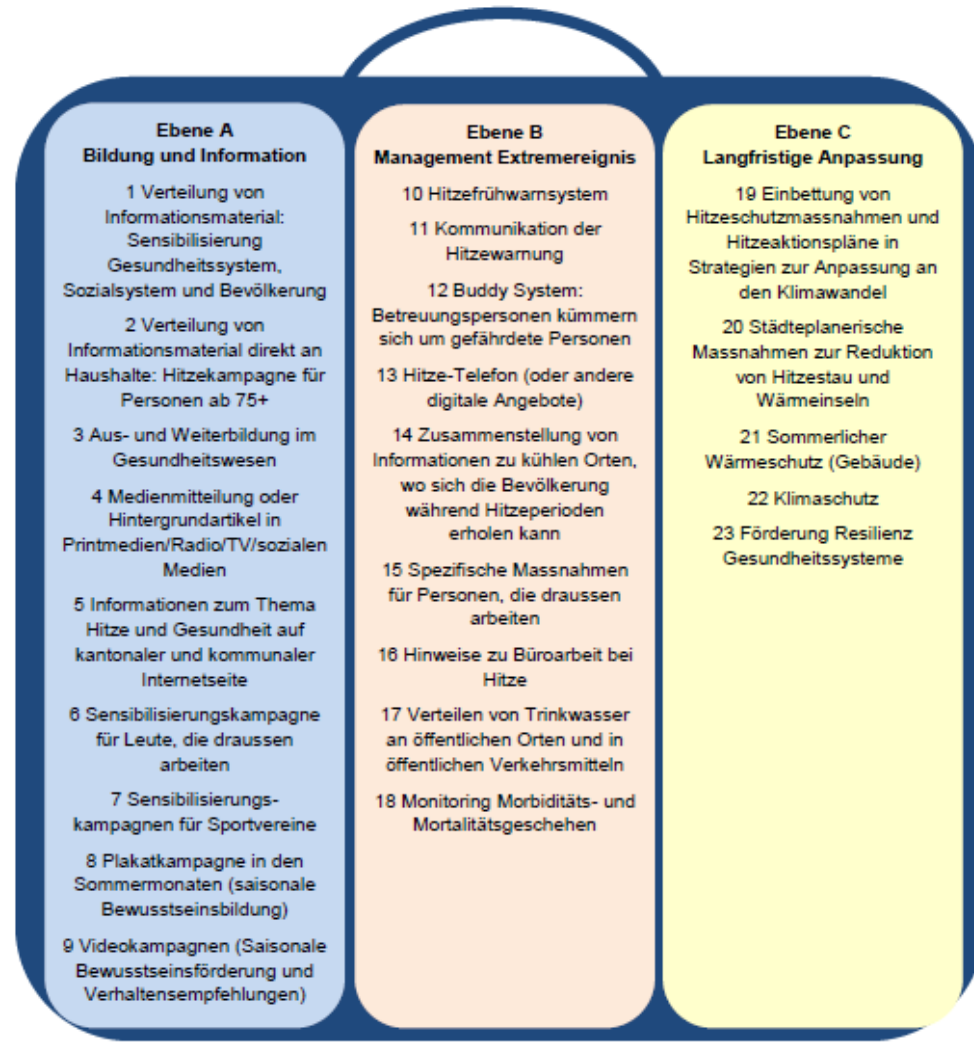 Ebene A
Bildung und Information
1 Verteilung von
Informationsmaterial:
Sensibilisierung
Gesundheitssystem,
Sozialsystem und Bevölkerung
2 Verteilung von
Informationsmaterial direkt an
Haushalte: Hitzekampagne für
Personen ab 75+
3 Aus- und Weiterbildung im
Gesundheitswesen
4 Medienmitteilung oder
Hintergrundartikel in
Printmedien/Radio/TV/sozialen
Medien
5 Informationen zum Thema
Hitze und Gesundheit auf
kantonaler und kommunaler
Internetseite
6 Sensibilisierungskampagne
für Leute, die draussen
arbeiten
7 Sensibilisierungs-
kampagnen für Sportvereine
8 Plakatkampagne in den
Sommermonaten (saisonale
Bewusstseinsbildung)
9 Videokampagnen (Saisonale
Bewusstseinsförderung und
Verhaltensempfehlungen)
Ebene B
Management Extremereignis
10 Hitzefrühwarnsystem
11 Kommunikation der
Hitzewarnung
12 Buddy System:
Betreuungspersonen kümmern
sich um gefährdete Personen
13 Hitze-Telefon (oder andere
digitale Angebote)
14 Zusammenstellung von
Informationen zu kühlen Orten,
wo sich die Bevölkerung
während Hitzeperioden
erholen kann
15 Spezifische Massnahmen
für Personen, die draussen
arbeiten
16 Hinweise zu Büroarbeit bei
Hitze
17 Verteilen von Trinkwasser
an öffentlichen Orten und in
öffentlichen Verkehrsmitteln
18 Monitoring Morbiditäts- und
Mortalitätsgeschehen
Ebene C
Langfristige Anpassung
19 Einbettung von
Hitzeschutzmassnahmen und
Hitzeaktionspläne in
Strategien zur Anpassung an
den Klimawandel
20 Städteplanerische
Massnahmen zur Reduktion
von Hitzestau und
Wärmeinseln
21 Sommerlicher
Wärmeschutz (Gebäude)
22 Klimaschutz
23 Förderung Resilienz
Gesundheitssysteme